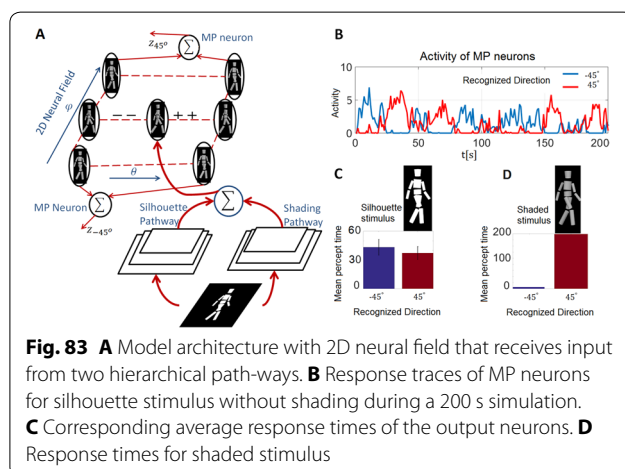 A
MP neuron
z45o
2D Neural Field
φ
-- ++
θ
Σ
MP Neuron
z-45o
Silhouette
Pathway
Σ
Shading
Pathway
B
Activity of MP neurons
Recognized Direction
-45°
45°
Activity
10
5
0
0 50 100 150 200
t[s]
C
Silhouette
stimulus
Mean percept time
60
30
0
-45° 45°
Recognized Direction
D
Shaded
stimulus
Mean percept time
200
100
0
-45° 45°
Recognized Direction
Fig. 83 A Model architecture with 2D neural field that receives input
from two hierarchical path-ways. B Response traces of MP neurons
for silhouette stimulus without shading during a 200 s simulation.
C Corresponding average response times of the output neurons. D
Response times for shaded stimulus